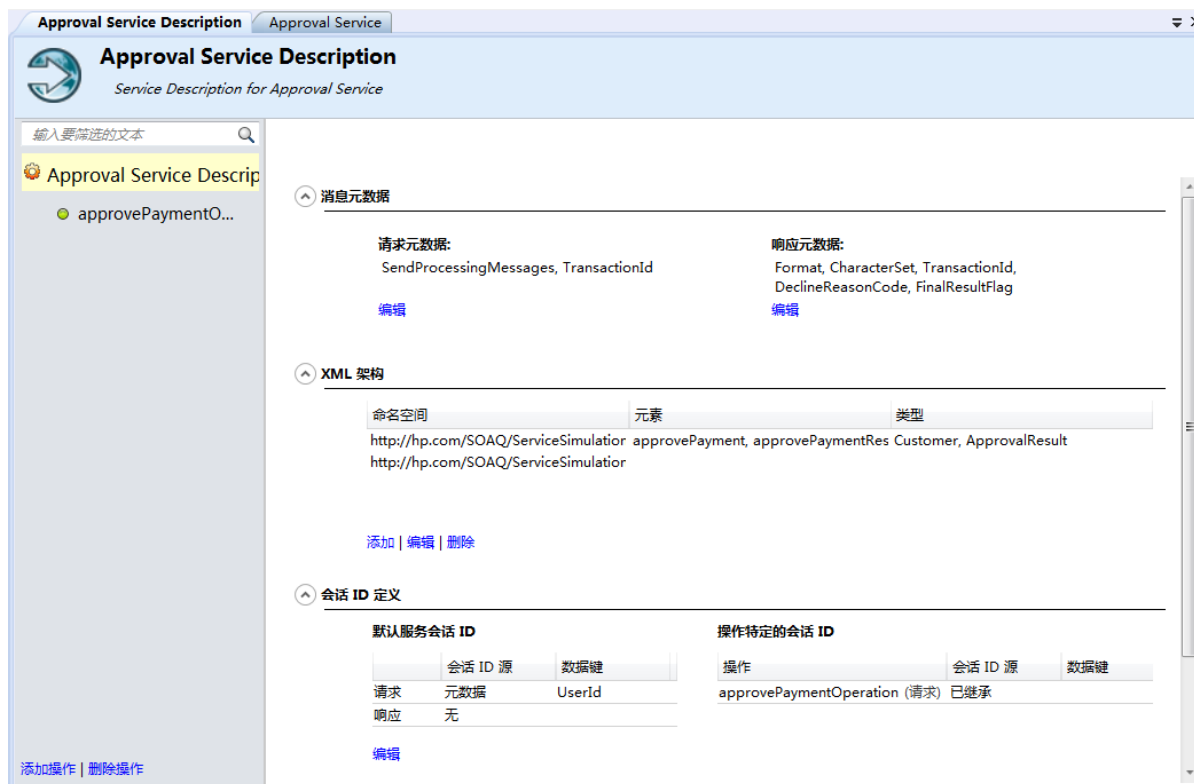 Approval Service Description
Approval Service
Approval Service Description
Service Description for Approval Service
输入要筛选的文本
Approval Service Descrip
approvePaymentO...
消息元数据
请求元数据:
响应元数据:
SendProcessingMessages, TransactionId
Format, CharacterSet, TransactionId,
DeclineReasonCode, FinalResultFlag
编辑
编辑
XML 架构
命名空间 元素 类型
http://hp.com/SOAQ/ServiceSimulation approvePayment, approvePaymentRes Customer, ApprovalResult
http://hp.com/SOAQ/ServiceSimulation
添加 | 编辑 | 删除
会话 ID 定义
默认服务会话 ID
操作特定的会话 ID
会话 ID 源 数据键
操作 会话 ID 源 数据键
请求 元数据 UserId
approvePaymentOperation (请求) 已继承
响应 无
编辑
添加操作 | 删除操作